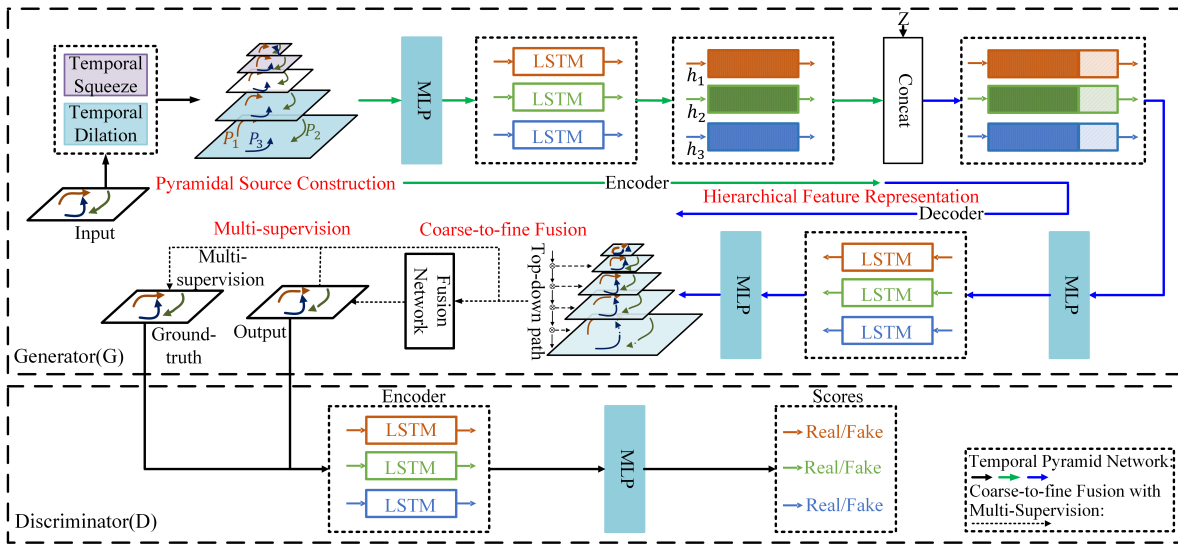 Temporal
Squeeze
Temporal
Dilation
Input
P₁
P₃
P₂
MLP
LSTM
LSTM
LSTM
h₁
h₂
h₃
Z
Concat
Pyramidal Source Construction
Encoder
Hierarchical Feature Representation
Decoder
Multi-supervision
Coarse-to-fine Fusion
Multi-
supervision
Ground-
truth
Output
Fusion
Network
Top-down path
MLP
LSTM
LSTM
LSTM
MLP
Generator(G)
Encoder
LSTM
LSTM
LSTM
MLP
Scores
Real/Fake
Real/Fake
Real/Fake
Discriminator(D)
Temporal Pyramid Network:
Coarse-to-fine Fusion with
Multi-Supervision: